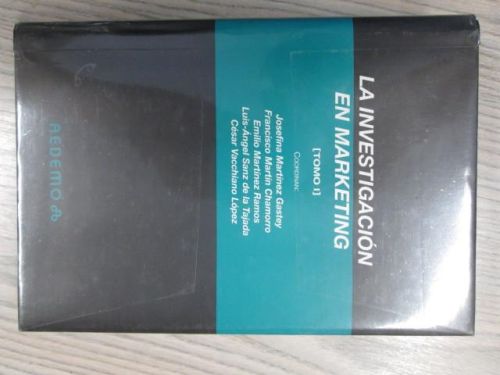 LA INVESTIGACIÓN
EN MARKETING
[TOMO I]
COORDINAN:
Josefina Martínez Gastey
Francisco Martín Chamorro
Emilio Martínez Ramos
Luis-Ángel Sanz de la Tajada
César Vacchiano López
AEDEMO